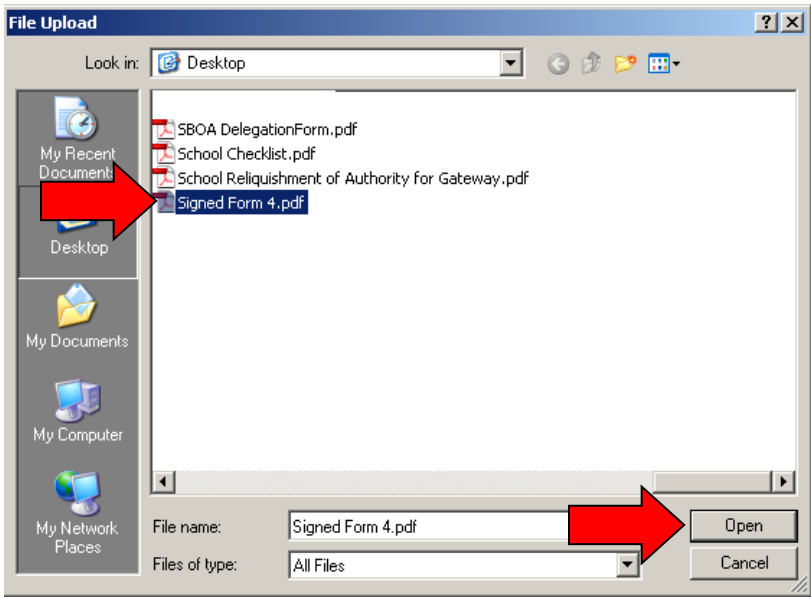 File Upload
Look in:
Desktop
My Recent
Documents
Desktop
My Documents
My Computer
My Network
Places
SBOA DelegationForm.pdf
School Checklist.pdf
School Reliquishment of Authority for Gateway.pdf
Signed Form 4.pdf
File name:
Signed Form 4.pdf
Open
Files of type:
All Files
Cancel